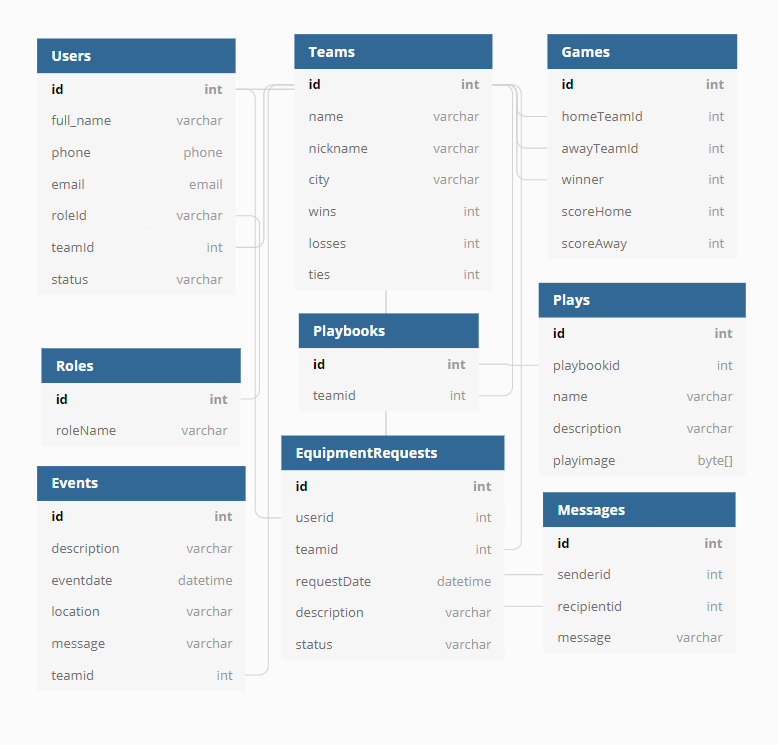 Users
id int
full_name varchar
phone phone
email email
roleId varchar
teamId int
status varchar
Teams
id int
name varchar
nickname varchar
city varchar
wins int
losses int
ties int
Games
id int
homeTeamId int
awayTeamId int
winner int
scoreHome int
scoreAway int
Roles
id int
roleName varchar
Playbooks
id int
teamid int
Plays
id int
playbookid int
name varchar
description varchar
playimage byte[]
Events
id int
description varchar
eventdate datetime
location varchar
message varchar
teamid int
EquipmentRequests
id int
userid int
teamid int
requestDate datetime
description varchar
status varchar
Messages
id int
senderid int
recipientid int
message varchar